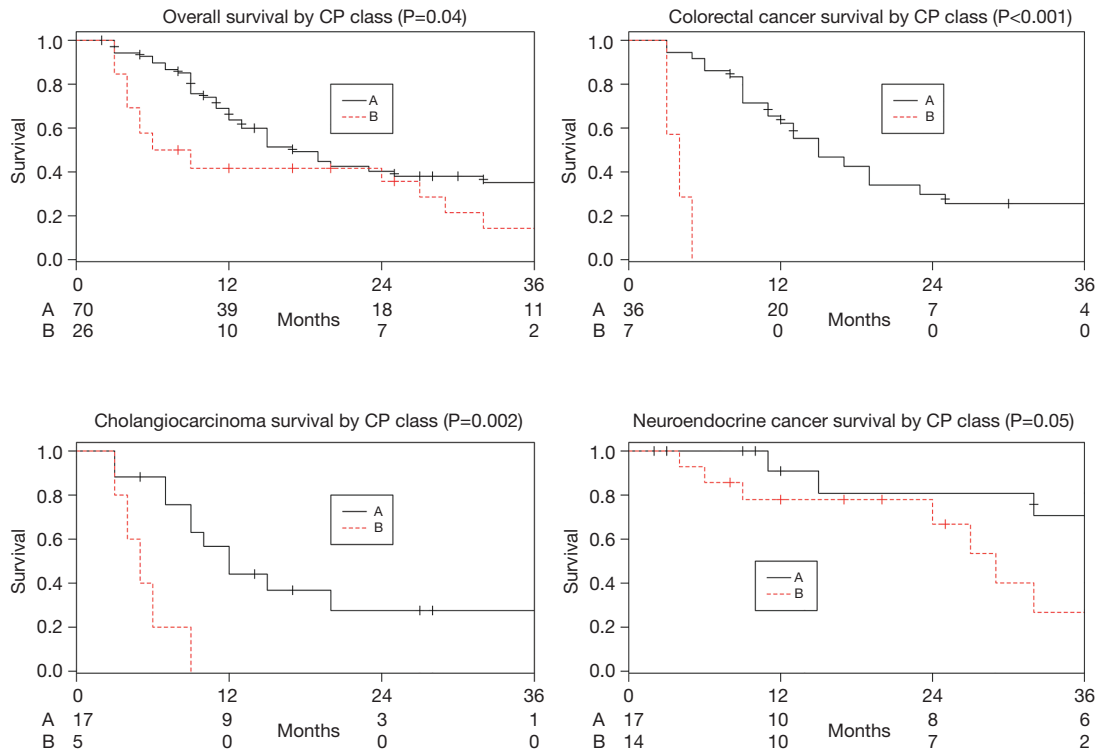 Overall survival by CP class (P=0.04)
1.0
0.8
0.6
0.4
0.2
0.0
Survival
A
B
0 12 24 36
A 70 39 18 11
Months
B 26 10 7 2
Colorectal cancer survival by CP class (P<0.001)
1.0
0.8
0.6
0.4
0.2
0.0
Survival
A
B
0 12 24 36
A 36 20 7 4
Months
B 7 0 0 0
Cholangiocarcinoma survival by CP class (P=0.002)
1.0
0.8
0.6
0.4
0.2
0.0
Survival
A
B
0 12 24 36
A 17 9 3 1
Months
B 5 0 0 0
Neuroendocrine cancer survival by CP class (P=0.05)
1.0
0.8
0.6
0.4
0.2
0.0
Survival
A
B
0 12 24 36
A 17 10 8 6
Months
B 14 10 7 2